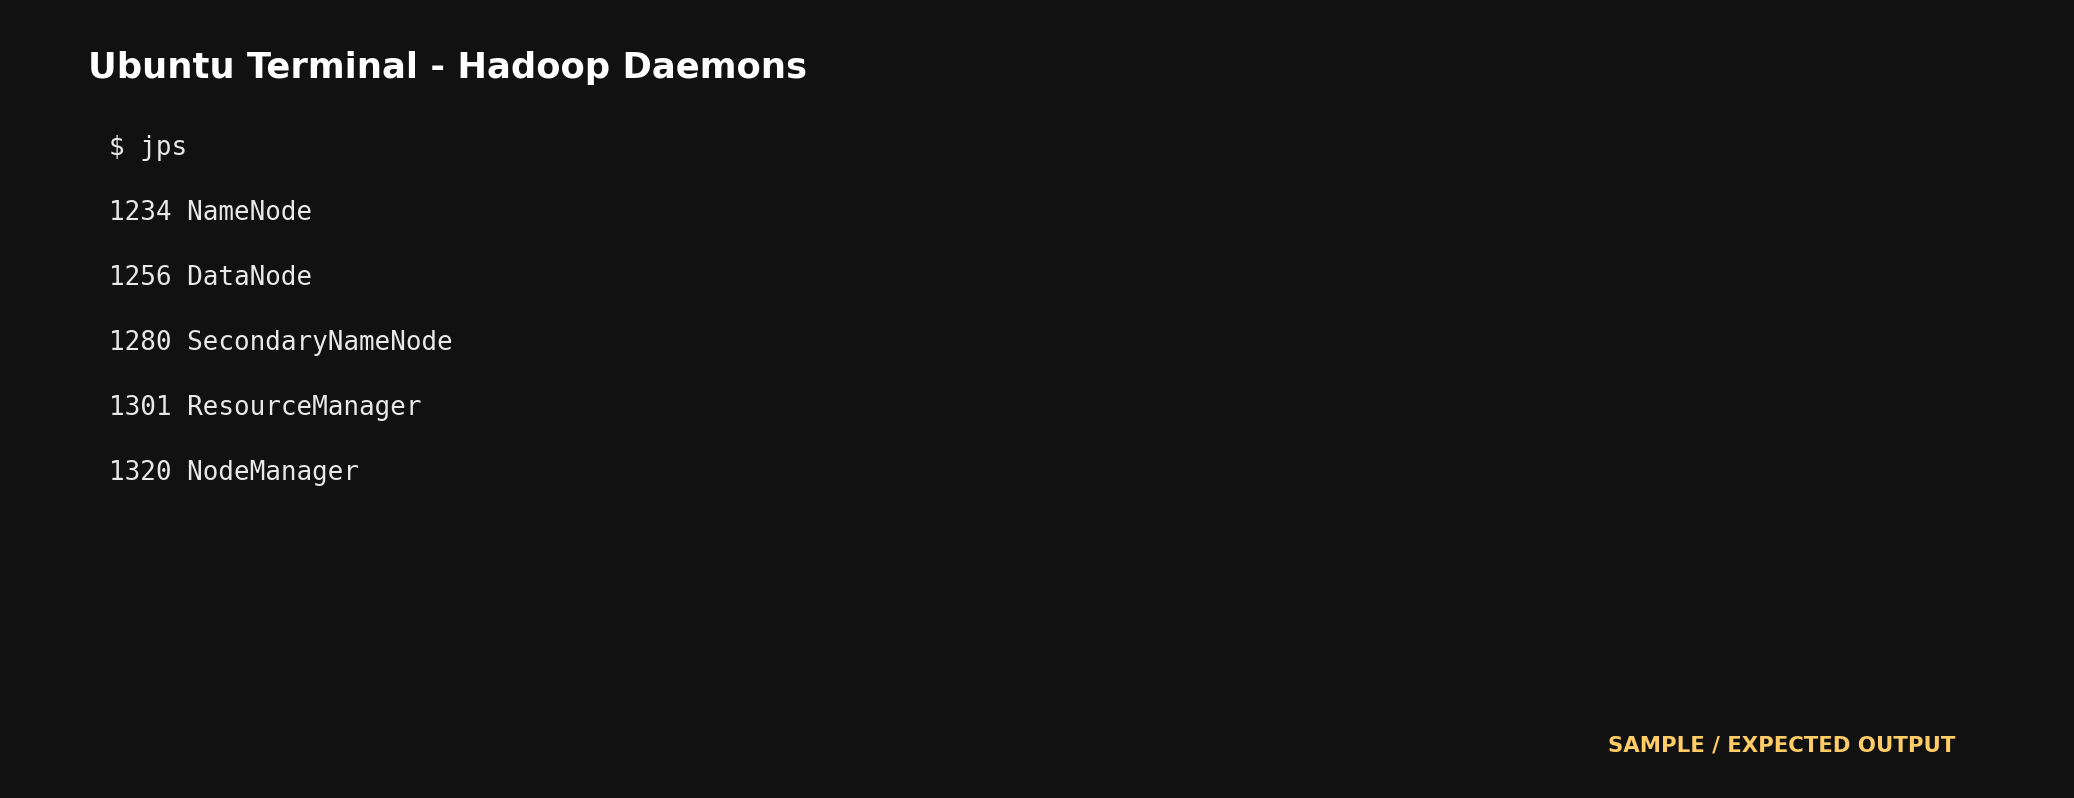 Ubuntu Terminal - Hadoop Daemons
$ jps
1234 NameNode
1256 DataNode
1280 SecondaryNameNode
1301 ResourceManager
1320 NodeManager
SAMPLE / EXPECTED OUTPUT